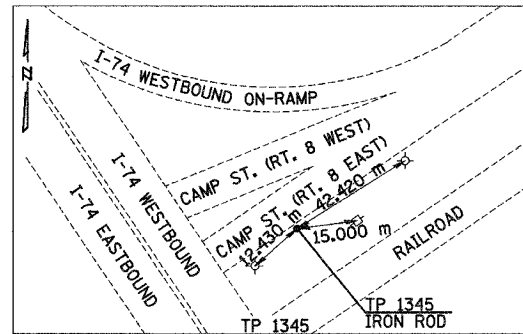 N
I-74 WESTBOUND ON-RAMP
CAMP ST. (RT. 8 WEST)
I-74 WESTBOUND
I-74 EASTBOUND
CAMP ST. (RT. 8 EAST)
12.430 m
42.420 m
15.000 m
RAILROAD
TP 1345
IRON ROD
TP 1345